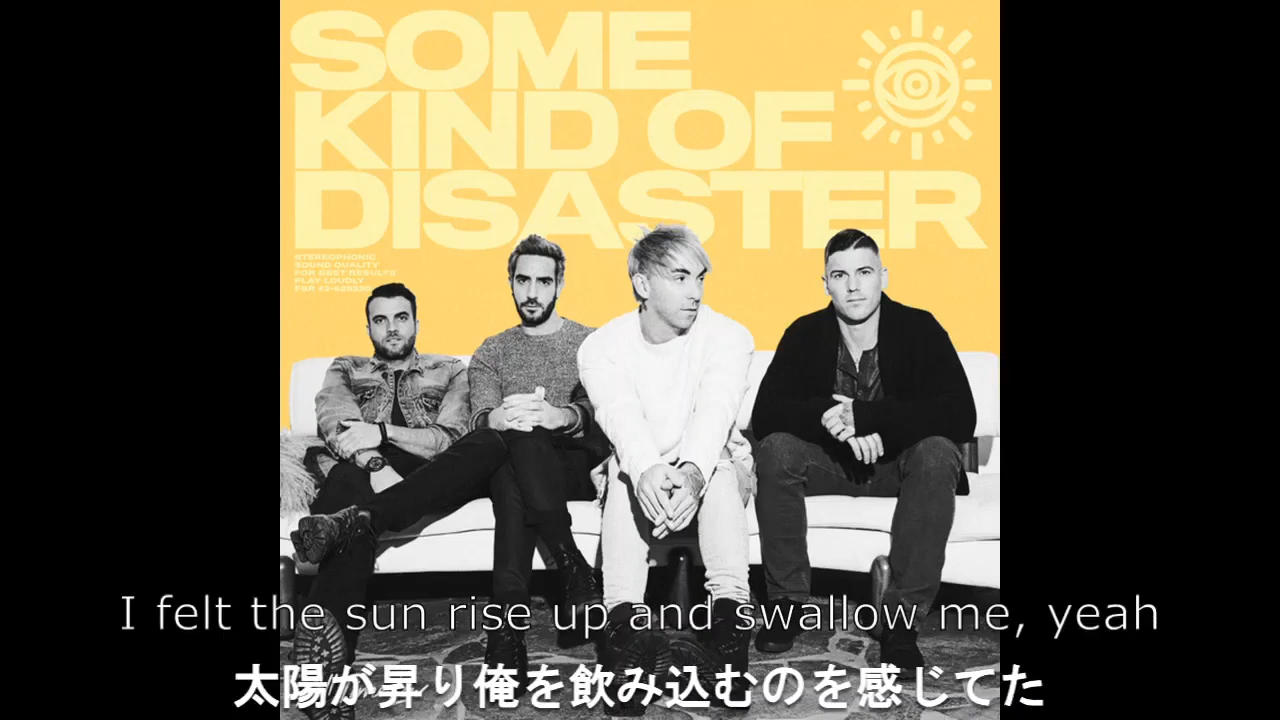 SOME
KIND OF
DISASTER
STEREOPHONIC
SOUND QUALITY
FOR BEST RESULTS
PLAY LOUDLY
I felt the sun rise up and swallow me, yeah
太陽が昇り俺を飲み込むのを感じてた